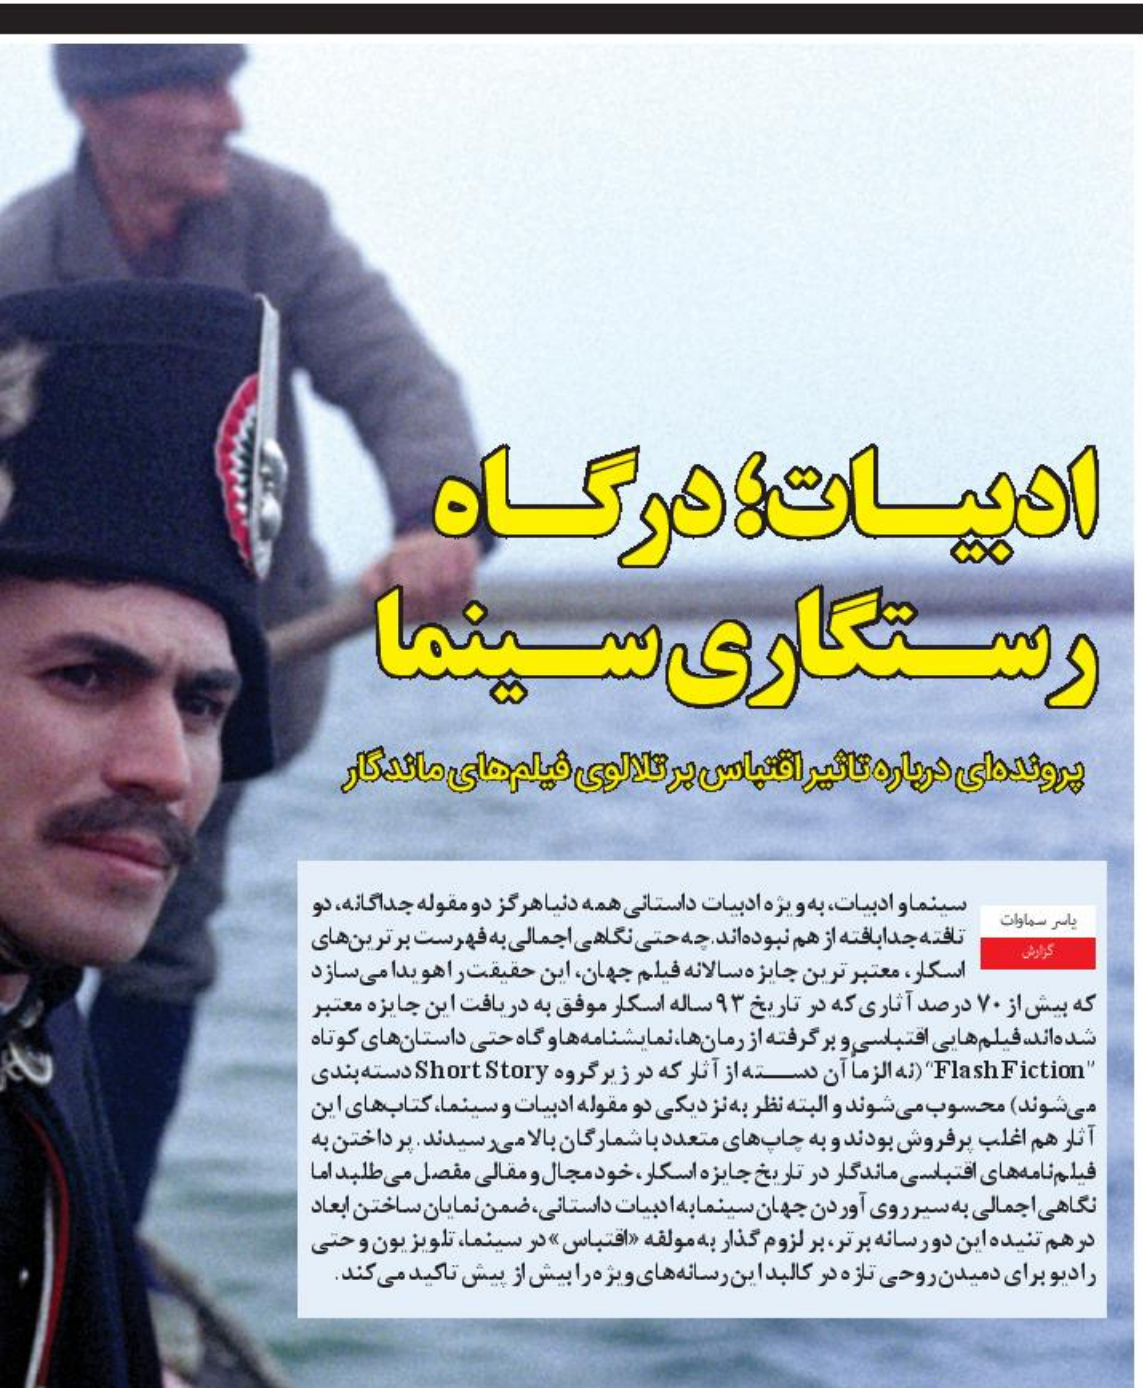 ادبیات؛ درگاه
رستگاری سینما
پرونده‌ای درباره تاثیر اقتباس بر تلالوی فیلم‌های ماندگار
یاسر سماوات
گزارش
سینما و ادبیات، به‌ویژه ادبیات داستانی همه دنیا هرگز دو مقوله جداگانه، دو
تافته جدابافته از هم نبوده‌اند. چه حتی نگاهی اجمالی به فهرست برترین‌های
اسکار، معتبرترین جایزه سالانه فیلم جهان، این حقیقت را هویدا می‌سازد
که بیش از ۷۰ درصد آثاری که در تاریخ ۹۳ ساله اسکار موفق به دریافت این جایزه معتبر
شده‌اند، فیلم‌هایی اقتباسی و برگرفته از رمان‌ها، نمایشنامه‌ها و گاه حتی داستان‌های کوتاه
"Flash Fiction" (نه الزماً آن دسته از آثار که در زیر گروه Short Story دسته‌بندی
می‌شوند) محسوب می‌شوند و البته نظر به نزدیکی دو مقوله ادبیات و سینما، کتاب‌های این
آثار هم اغلب پرفروش بودند و به چاپ‌های متعدد با شمارگان بالا می‌رسیدند. پرداختن به
فیلم‌نامه‌های اقتباسی ماندگار در تاریخ جایزه اسکار، خود مجال و مقالی مفصل می‌طلبد اما
نگاهی اجمالی به سیر روی آوردن جهان سینما به ادبیات داستانی، ضمن نمایان ساختن ابعاد
در هم تنیده این دو رسانه برتر، بر لزوم گذار به مولفه «اقتباس» در سینما، تلویزیون و حتی
رادیو برای دمیدن روحی تازه در کالبد این رسانه‌های ویژه را بیش از پیش تاکید می‌کند.